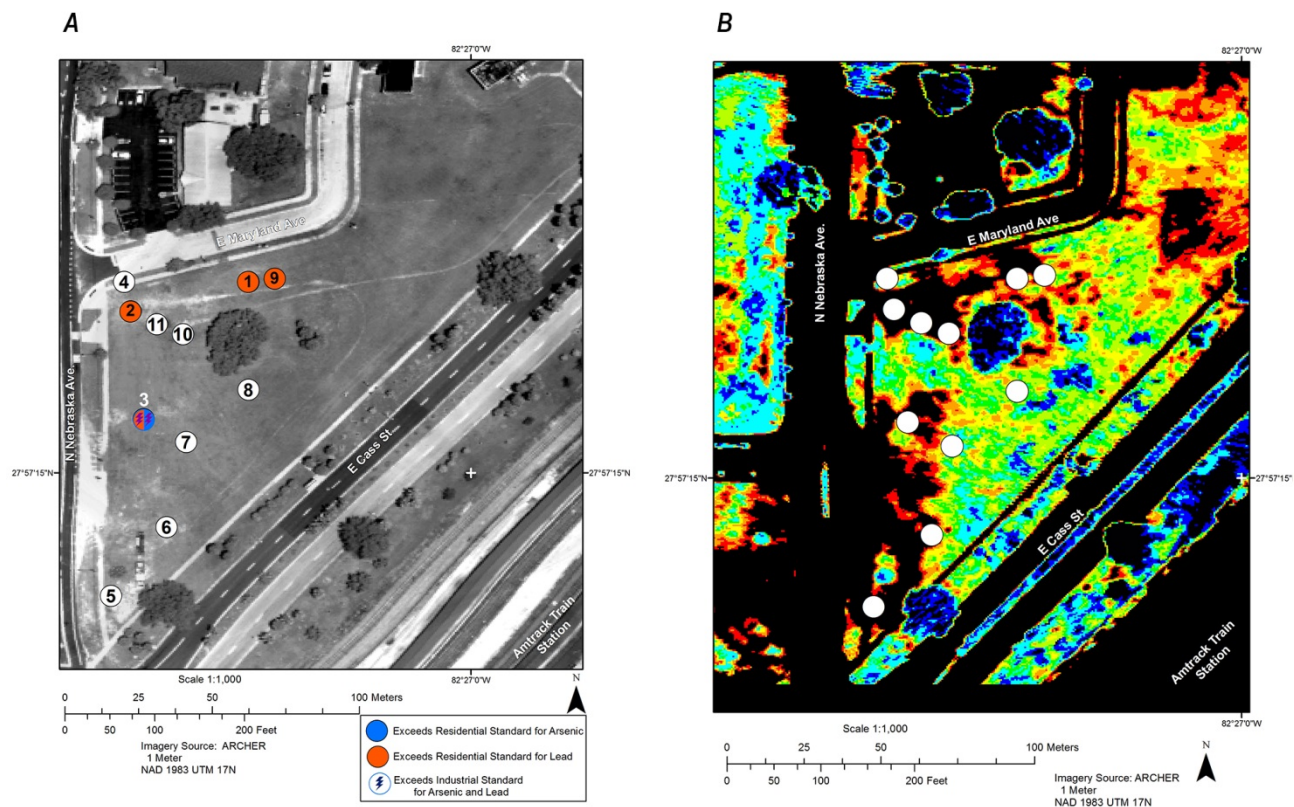 A
82°27'0"W
E Maryland Ave
4
1
9
2
11
10
N Nebraska Ave.
8
3
7
E Cass St
27°57'15"N
27°57'15"N
6
5
Amtrack Train
Station
Scale 1:1,000
82°27'0"W
N
0 25 50 100 Meters
0 50 100 200 Feet
Imagery Source: ARCHER
1 Meter
NAD 1983 UTM 17N
Exceeds Residential Standard for Arsenic
Exceeds Residential Standard for Lead
Exceeds Industrial Standard
for Arsenic and Lead
B
82°27'0"W
E Maryland Ave
N Nebraska Ave.
27°57'15"N
E Cass St
Amtrack Train
Station
82°27'0"W
Scale 1:1,000
N
0 25 50 100 Meters
0 50 100 200 Feet
Imagery Source: ARCHER
1 Meter
NAD 1983 UTM 17N